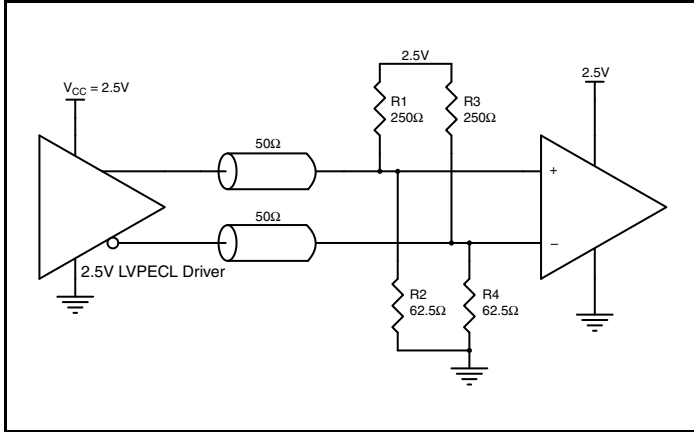 2.5V
V_CC = 2.5V
2.5V
R1
250Ω
R3
250Ω
50Ω
+
50Ω
–
2.5V LVPECL Driver
R2
62.5Ω
R4
62.5Ω